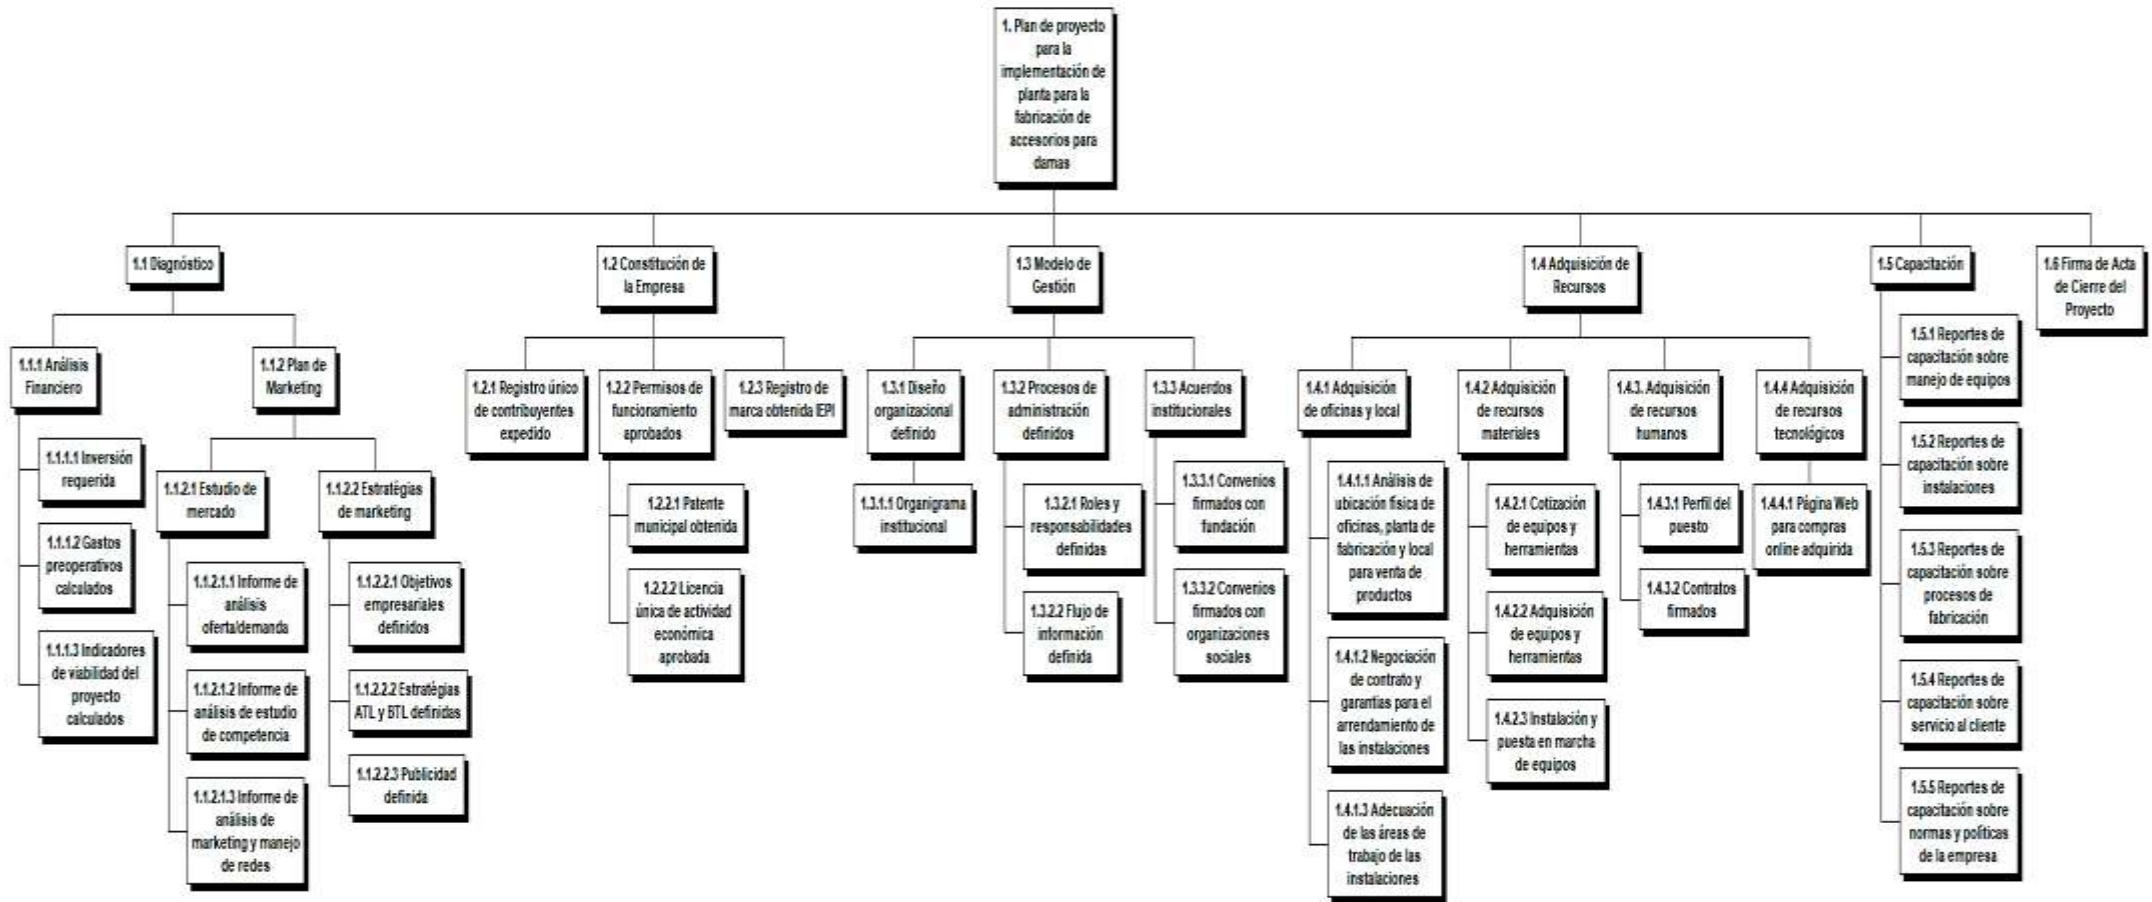 1. Plan de proyecto
para la
implementación de
planta para la
fabricación de
accesorios para
damas
1.1 Diagnóstico
1.2 Constitución de
la Empresa
1.3 Modelo de
Gestión
1.4 Adquisición de
Recursos
1.5 Capacitación
1.6 Firma de Acta
de Cierre del
Proyecto
1.1.1 Análisis
Financiero
1.1.1.1 Inversión
requerida
1.1.1.2 Gastos
preoperativos
calculados
1.1.1.3 Indicadores
de viabilidad del
proyecto
calculados
1.1.2 Plan de
Marketing
1.1.2.1 Estudio de
mercado
1.1.2.1.1 Informe de
análisis
oferta/demanda
1.1.2.1.2 Informe de
análisis de estudio
de competencia
1.1.2.1.3 Informe de
análisis de
marketing y manejo
de redes
1.1.2.2 Estratégias
de marketing
1.1.2.2.1 Objetivos
empresariales
definidos
1.1.2.2.2 Estratégias
ATL y BTL definidas
1.1.2.2.3 Publicidad
definida
1.2.1 Registro único
de contribuyentes
expedido
1.2.2 Permisos de
funcionamiento
aprobados
1.2.2.1 Patente
municipal obtenida
1.2.2.2 Licencia
única de actividad
económica
aprobada
1.2.3 Registro de
marca obtenida IEPI
1.3.1 Diseño
organizacional
definido
1.3.1.1 Organigrama
institucional
1.3.2 Procesos de
administración
definidos
1.3.2.1 Roles y
responsabilidades
definidas
1.3.2.2 Flujo de
información
definida
1.3.3 Acuerdos
institucionales
1.3.3.1 Convenios
firmados con
fundación
1.3.3.2 Convenios
firmados con
organizaciones
sociales
1.4.1 Adquisición
de oficinas y local
1.4.1.1 Análisis de
ubicación física de
oficinas, planta de
fabricación y local
para venta de
productos
1.4.1.2 Negociación
de contrato y
garantías para el
arrendamiento de
las instalaciones
1.4.1.3 Adecuación
de las áreas de
trabajo de las
instalaciones
1.4.2 Adquisición
de recursos
materiales
1.4.2.1 Cotización
de equipos y
herramientas
1.4.2.2 Adquisición
de equipos y
herramientas
1.4.2.3 Instalación y
puesta en marcha
de equipos
1.4.3. Adquisición
de recursos
humanos
1.4.3.1 Perfil del
puesto
1.4.3.2 Contratos
firmados
1.4.4 Adquisición
de recursos
tecnológicos
1.4.4.1 Página Web
para compras
online adquirida
1.5.1 Reportes de
capacitación sobre
manejo de equipos
1.5.2 Reportes de
capacitación sobre
instalaciones
1.5.3 Reportes de
capacitación sobre
procesos de
fabricación
1.5.4 Reportes de
capacitación sobre
servicio al cliente
1.5.5 Reportes de
capacitación sobre
normas y políticas
de la empresa